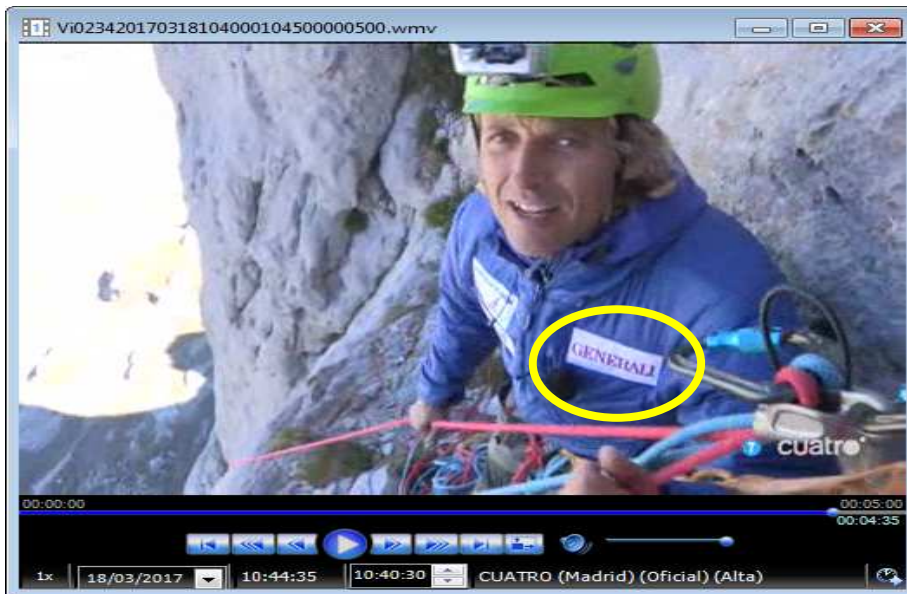 Vi02342017031810400010450000500.wmv
GENERALI
cuatro
00:00:00
00:05:00
00:04:35
1x
18/03/2017
10:44:35
10:40:30
CUATRO (Madrid) (Oficial) (Alta)